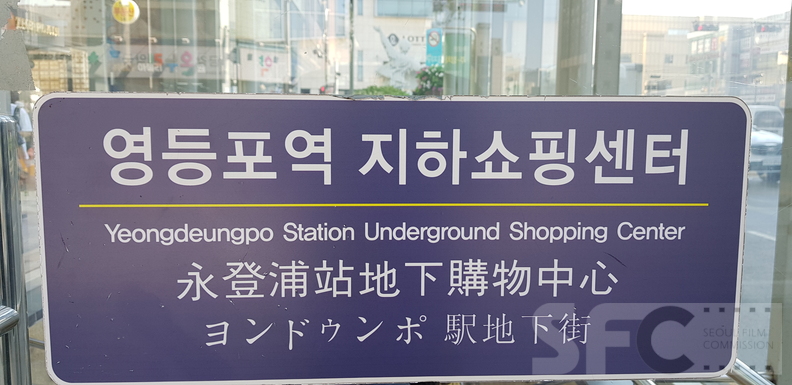 영등포역 지하쇼핑센터
Yeongdeungpo Station Underground Shopping Center
永登浦站地下購物中心
ヨンドゥンポ 駅地下街
SFC
SEOUL FILM
COMMISSION